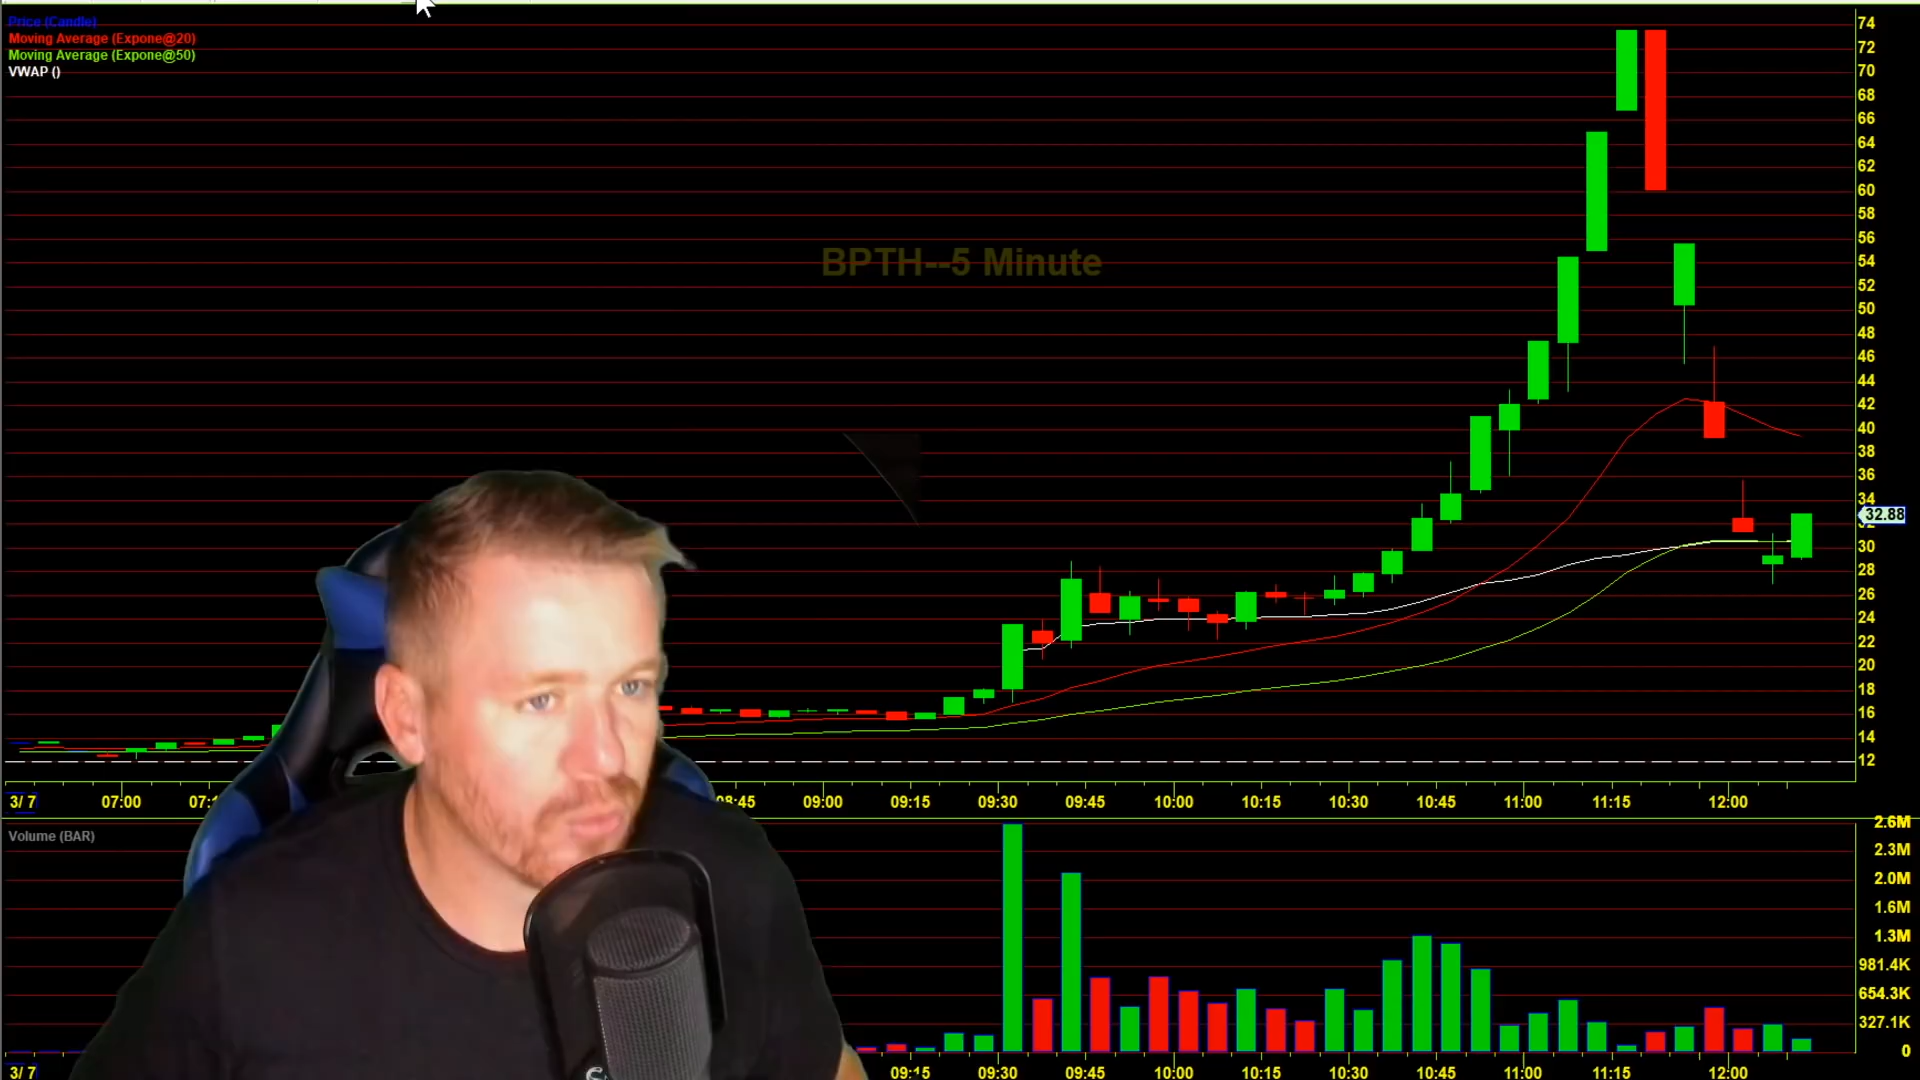 Price (Candle)
Moving Average (Expone@20)
Moving Average (Expone@50)
VWAP ()
BPTH--5 Minute
74
72
70
68
66
64
62
60
58
56
54
52
50
48
46
44
42
40
38
36
34
32.88
30
28
26
24
22
20
18
16
14
12
3/ 7 07:00 09:00 09:15 09:30 09:45 10:00 10:15 10:30 10:45 11:00 11:15 12:00
Volume (BAR)
2.6M
2.3M
2.0M
1.6M
1.3M
981.4K
654.3K
327.1K
0
3/ 7 09:15 09:30 09:45 10:00 10:15 10:30 10:45 11:00 11:15 12:00